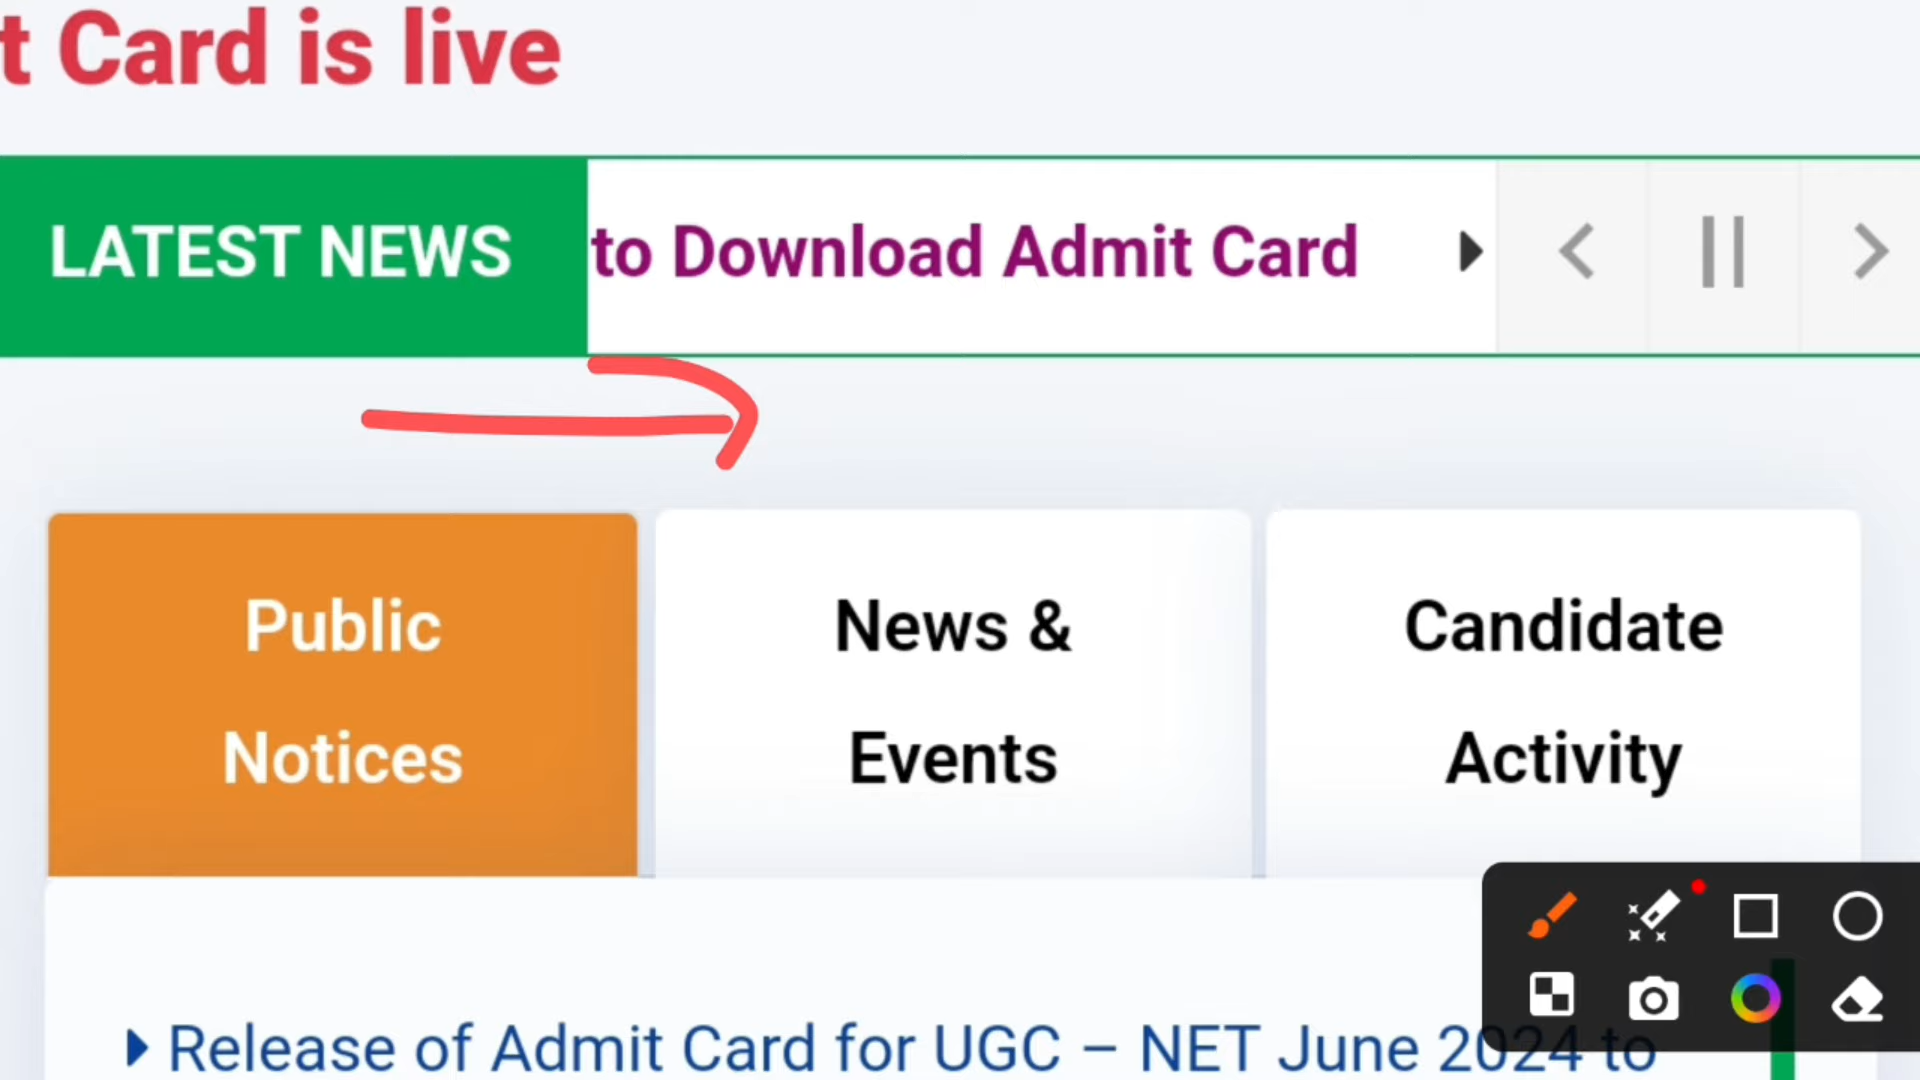 t Card is live
LATEST NEWS to Download Admit Card
Public Notices
News & Events
Candidate Activity
Release of Admit Card for UGC – NET June 2024 to